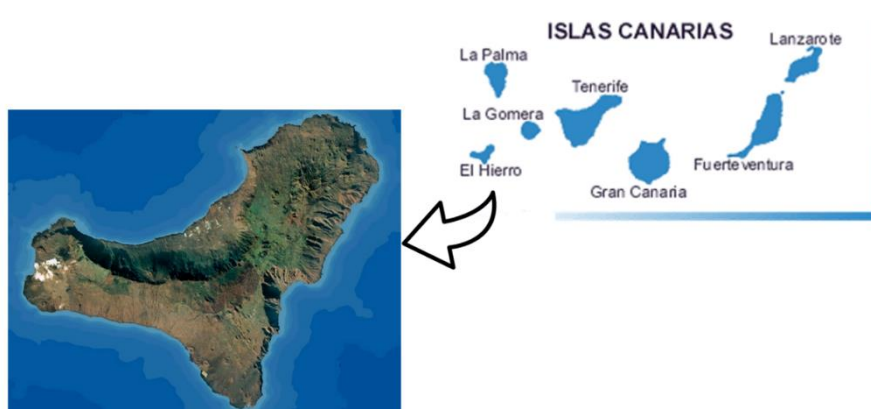 ISLAS CANARIAS
Lanzarote
La Palma
Tenerife
La Gomera
El Hierro
Fuerteventura
Gran Canaria